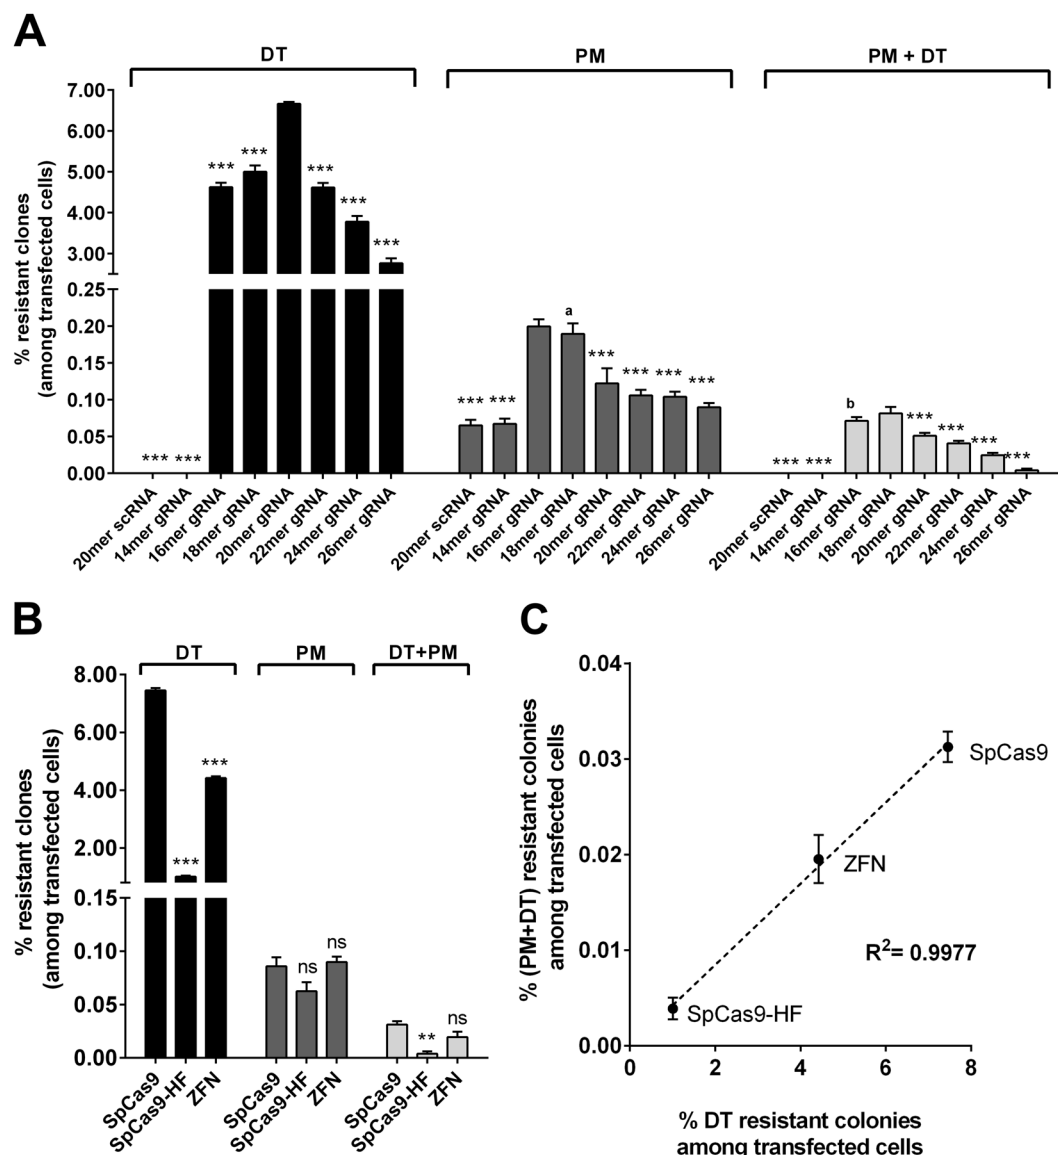 A
DT
PM
PM + DT
% resistant clones
(among transfected cells)
7.00
6.00
5.00
4.00
3.00
0.25
0.20
0.15
0.10
0.05
0.00
*** *** *** *** *** *** ***
*** *** a *** *** *** ***
*** *** b *** *** *** ***
20mer scRNA
14mer gRNA
16mer gRNA
18mer gRNA
20mer gRNA
22mer gRNA
24mer gRNA
26mer gRNA
20mer scRNA
14mer gRNA
16mer gRNA
18mer gRNA
20mer gRNA
22mer gRNA
24mer gRNA
26mer gRNA
20mer scRNA
14mer gRNA
16mer gRNA
18mer gRNA
20mer gRNA
22mer gRNA
24mer gRNA
26mer gRNA
B
DT
PM
DT+PM
% resistant clones
(among transfected cells)
8.00
6.00
4.00
2.00
0.15
0.10
0.05
0.00
*** ***
ns ns
** ns
SpCas9
SpCas9-HF
ZFN
SpCas9
SpCas9-HF
ZFN
SpCas9
SpCas9-HF
ZFN
C
% (PM+DT) resistant colonies
among transfected cells
0.04
0.03
0.02
0.01
0.00
SpCas9
ZFN
R2= 0.9977
SpCas9-HF
0 2 4 6 8
% DT resistant colonies
among transfected cells